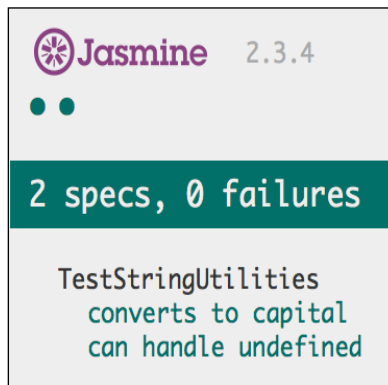 Jasmine 2.3.4
2 specs, 0 failures
TestStringUtilities
converts to capital
can handle undefined